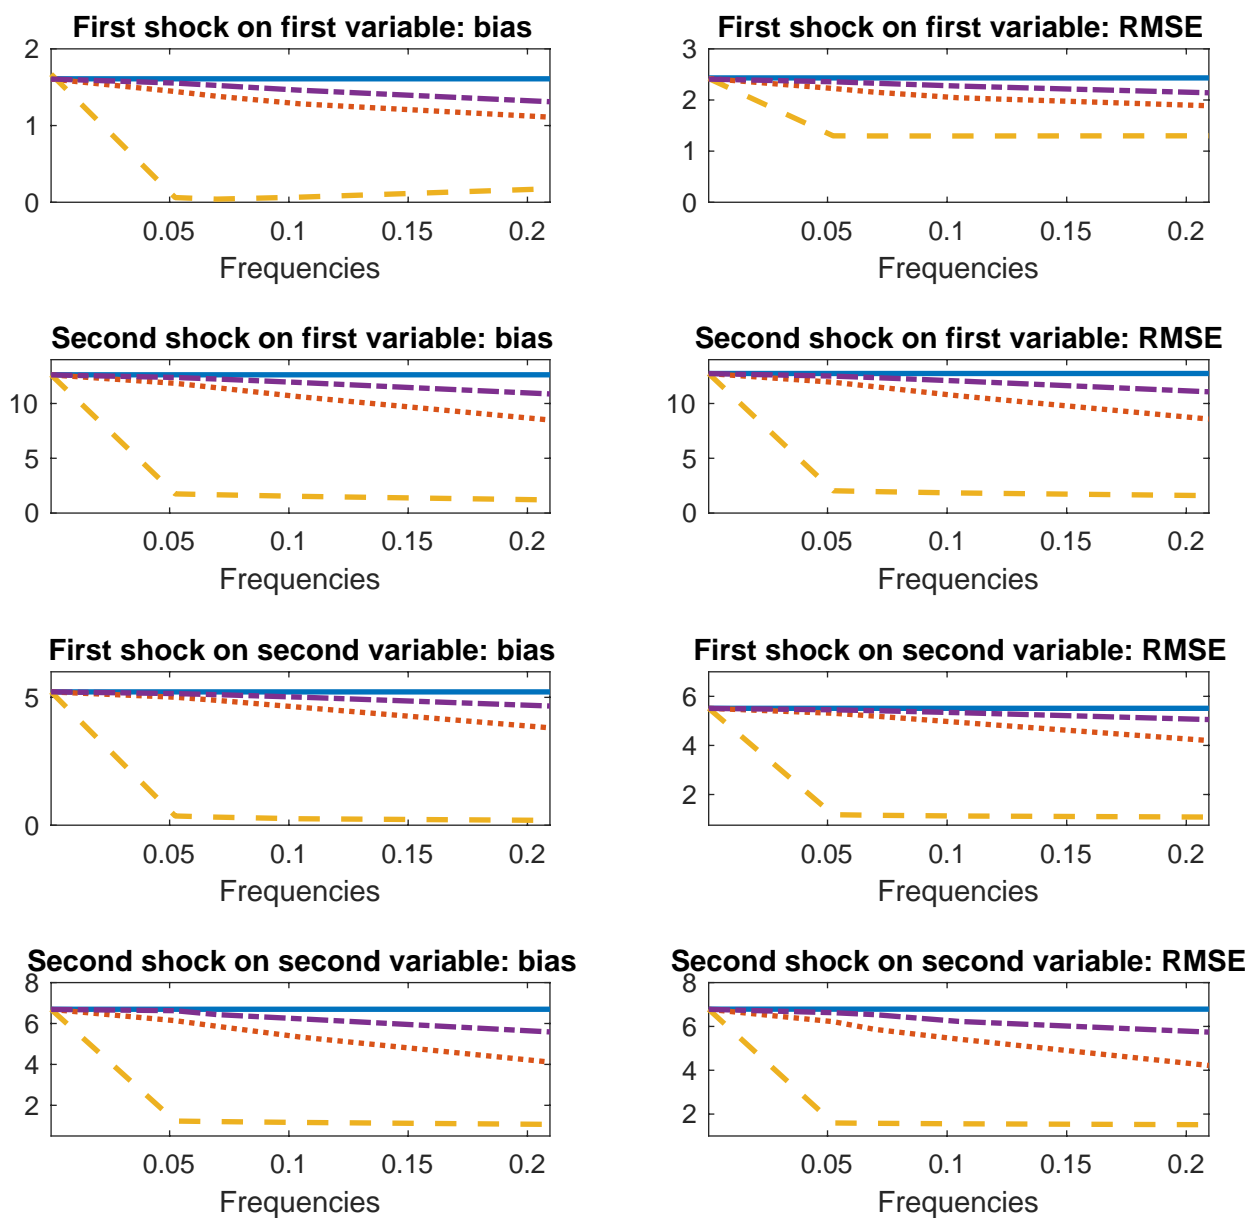 First shock on first variable: bias
2
1
0
0.05 0.1 0.15 0.2
Frequencies
First shock on first variable: RMSE
3
2
1
0
0.05 0.1 0.15 0.2
Frequencies
Second shock on first variable: bias
10
5
0
0.05 0.1 0.15 0.2
Frequencies
Second shock on first variable: RMSE
10
5
0
0.05 0.1 0.15 0.2
Frequencies
First shock on second variable: bias
5
0
0.05 0.1 0.15 0.2
Frequencies
First shock on second variable: RMSE
6
4
2
0.05 0.1 0.15 0.2
Frequencies
Second shock on second variable: bias
8
6
4
2
0.05 0.1 0.15 0.2
Frequencies
Second shock on second variable: RMSE
8
6
4
2
0.05 0.1 0.15 0.2
Frequencies